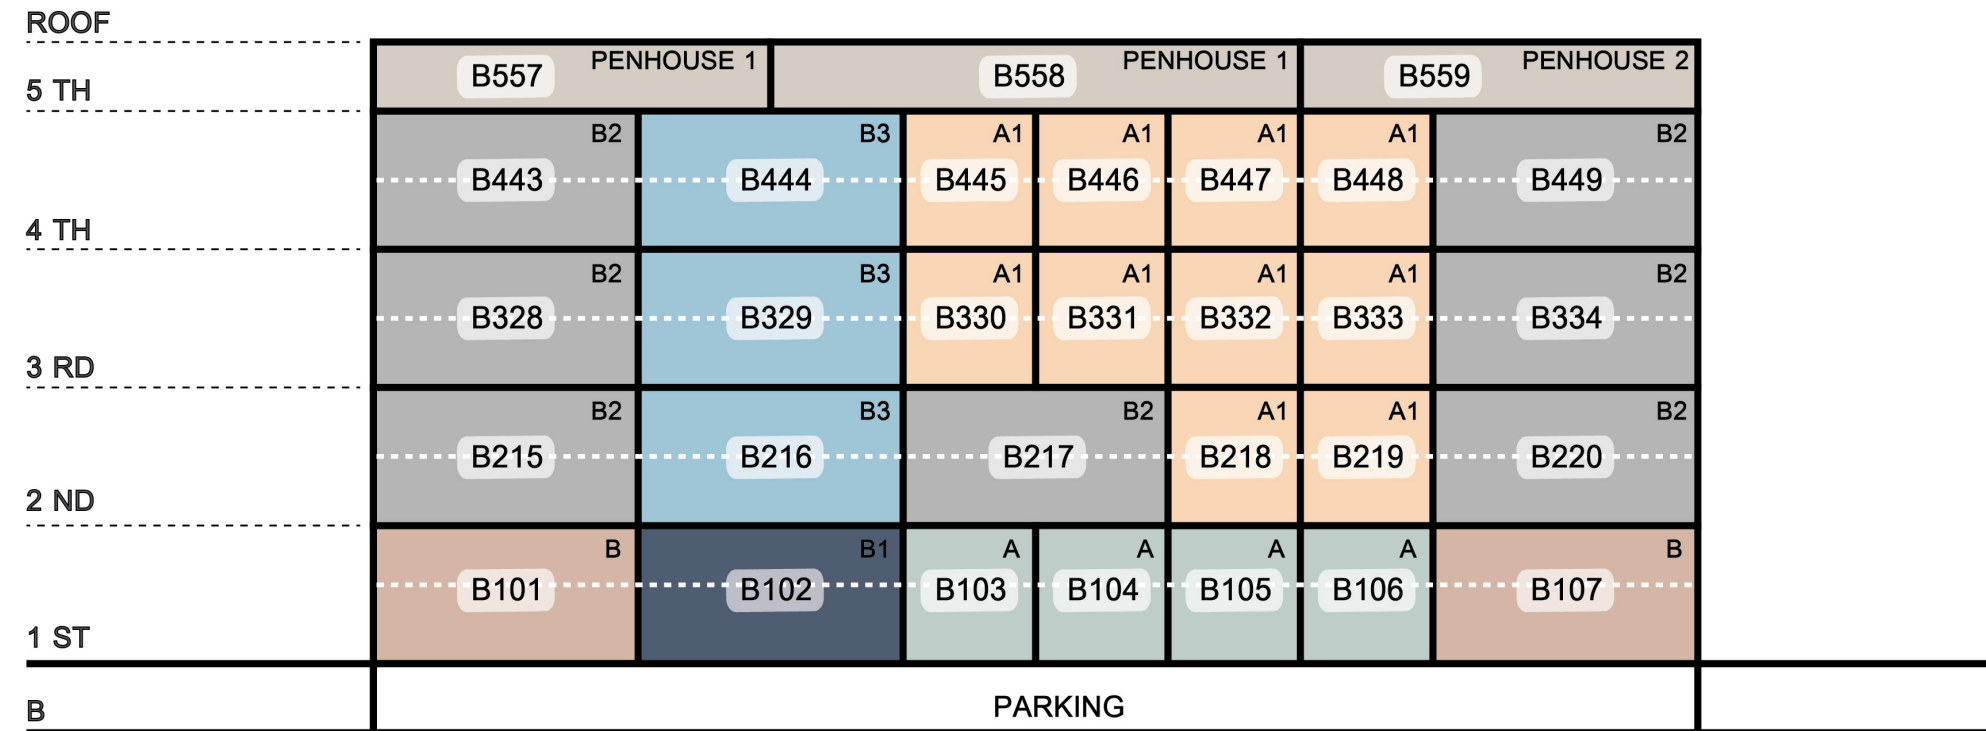 ROOF
PENHOUSE 1 PENHOUSE 1 PENHOUSE 2
B557 B558 B559
5 TH
B2 B3 A1 A1 A1 A1 B2
B443 B444 B445 B446 B447 B448 B449
4 TH
B2 B3 A1 A1 A1 A1 B2
B328 B329 B330 B331 B332 B333 B334
3 RD
B2 B3 B2 A1 A1 B2
B215 B216 B217 B218 B219 B220
2 ND
B B1 A A A A B
B101 B102 B103 B104 B105 B106 B107
1 ST
B PARKING